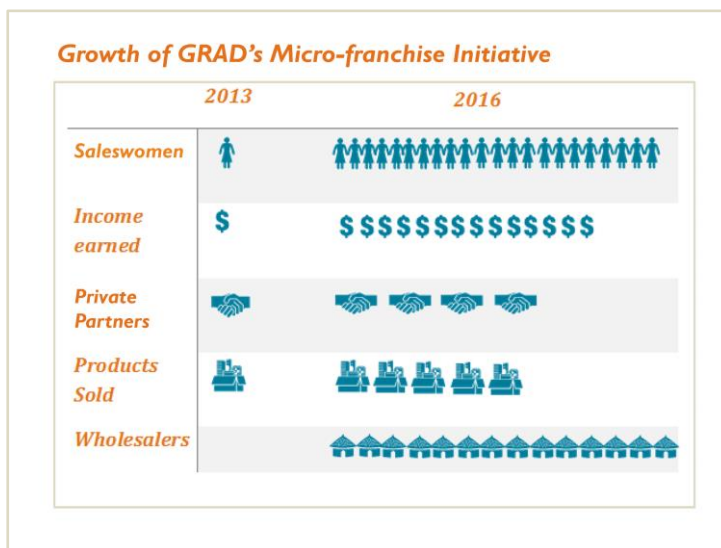 Growth of GRAD's Micro-franchise Initiative
2013 2016
Saleswomen
Income
earned
$ $ $ $ $ $ $ $ $ $ $ $ $ $
Private
Partners
Products
Sold
Wholesalers